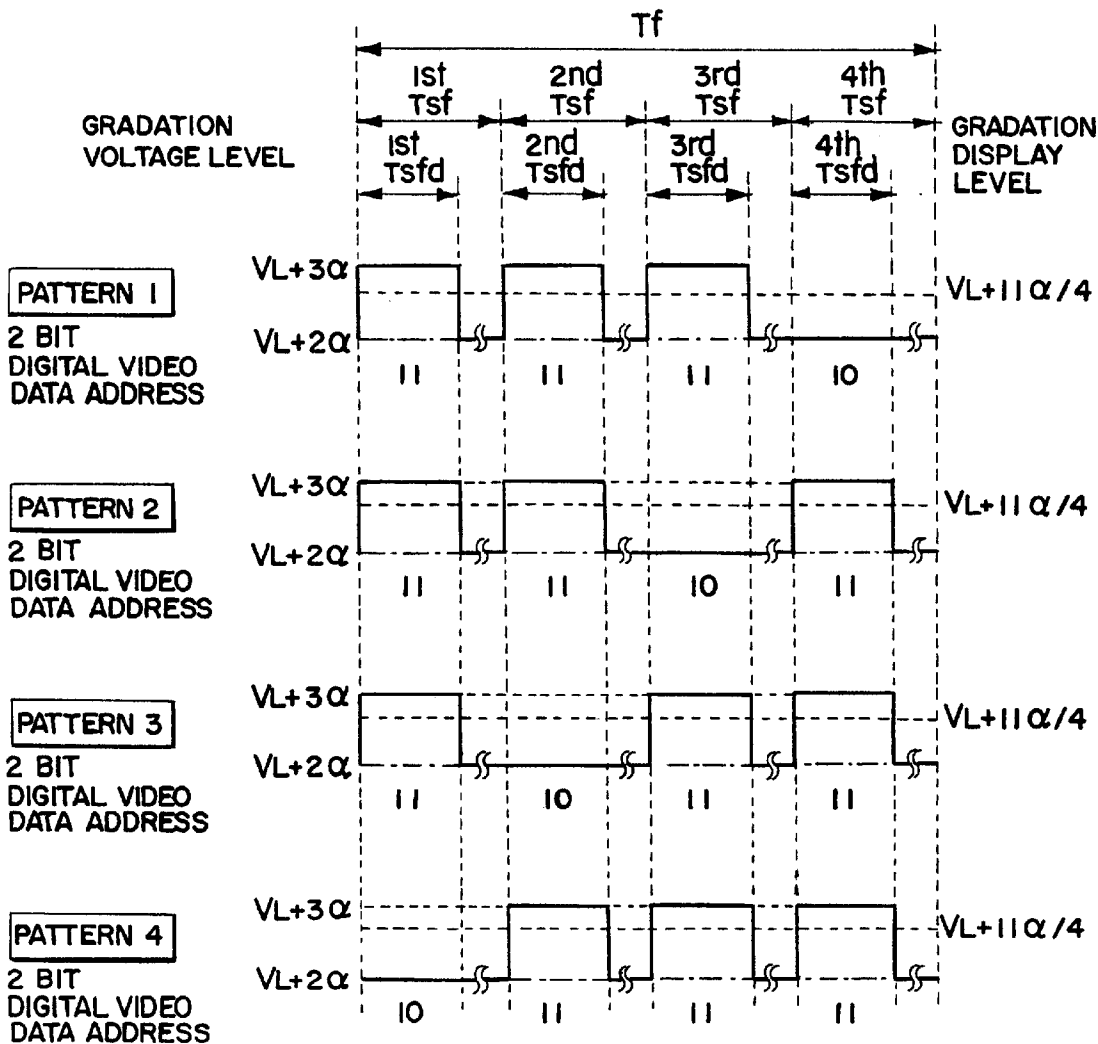 Tf
1st 2nd 3rd 4th
Tsf Tsf Tsf Tsf
GRADATION
VOLTAGE LEVEL
1st 2nd 3rd 4th
Tsfd Tsfd Tsfd Tsfd
GRADATION
DISPLAY
LEVEL
PATTERN 1
2 BIT
DIGITAL VIDEO
DATA ADDRESS
VL+3α
VL+2α
VL+11α/4
11 11 11 10
PATTERN 2
2 BIT
DIGITAL VIDEO
DATA ADDRESS
VL+3α
VL+2α
VL+11α/4
11 11 10 11
PATTERN 3
2 BIT
DIGITAL VIDEO
DATA ADDRESS
VL+3α
VL+2α
VL+11α/4
11 10 11 11
PATTERN 4
2 BIT
DIGITAL VIDEO
DATA ADDRESS
VL+3α
VL+2α
VL+11α/4
10 11 11 11